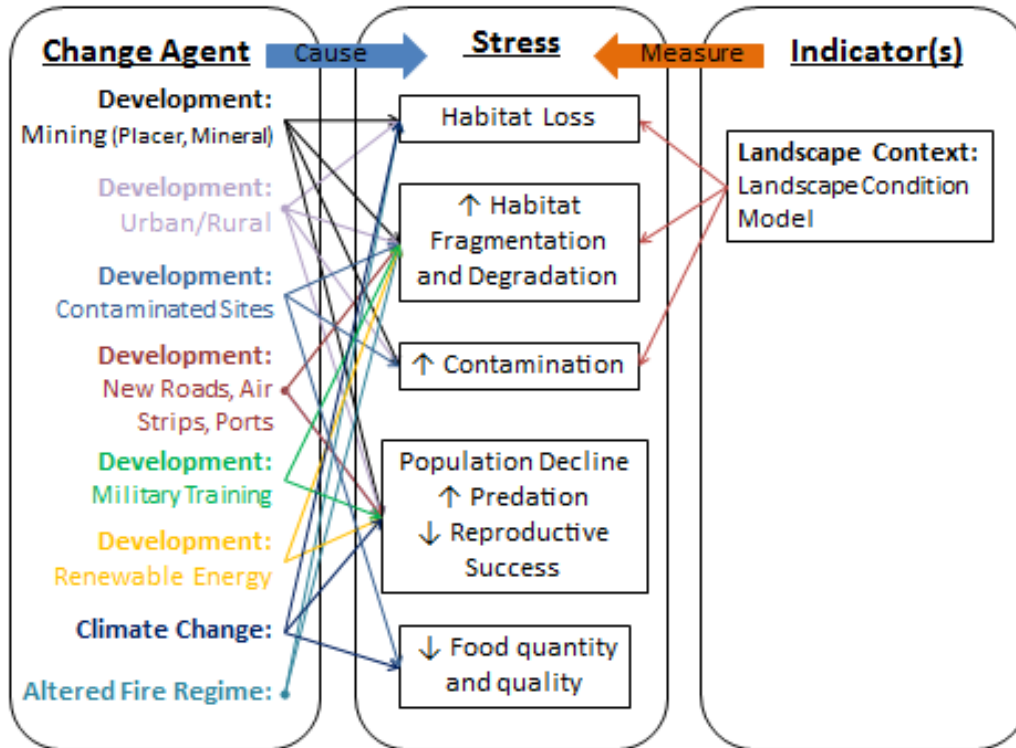 Change Agent
Cause
Development:
Mining (Placer, Mineral)
Development:
Urban/Rural
Development:
Contaminated Sites
Development:
New Roads, Air
Strips, Ports
Development:
Military Training
Development:
Renewable Energy
Climate Change:
Altered Fire Regime:
Stress
Habitat Loss
↑ Habitat
Fragmentation
and Degradation
↑ Contamination
Population Decline
↑ Predation
↓ Reproductive
Success
↓ Food quantity
and quality
Measure
Indicator(s)
Landscape Context:
Landscape Condition
Model